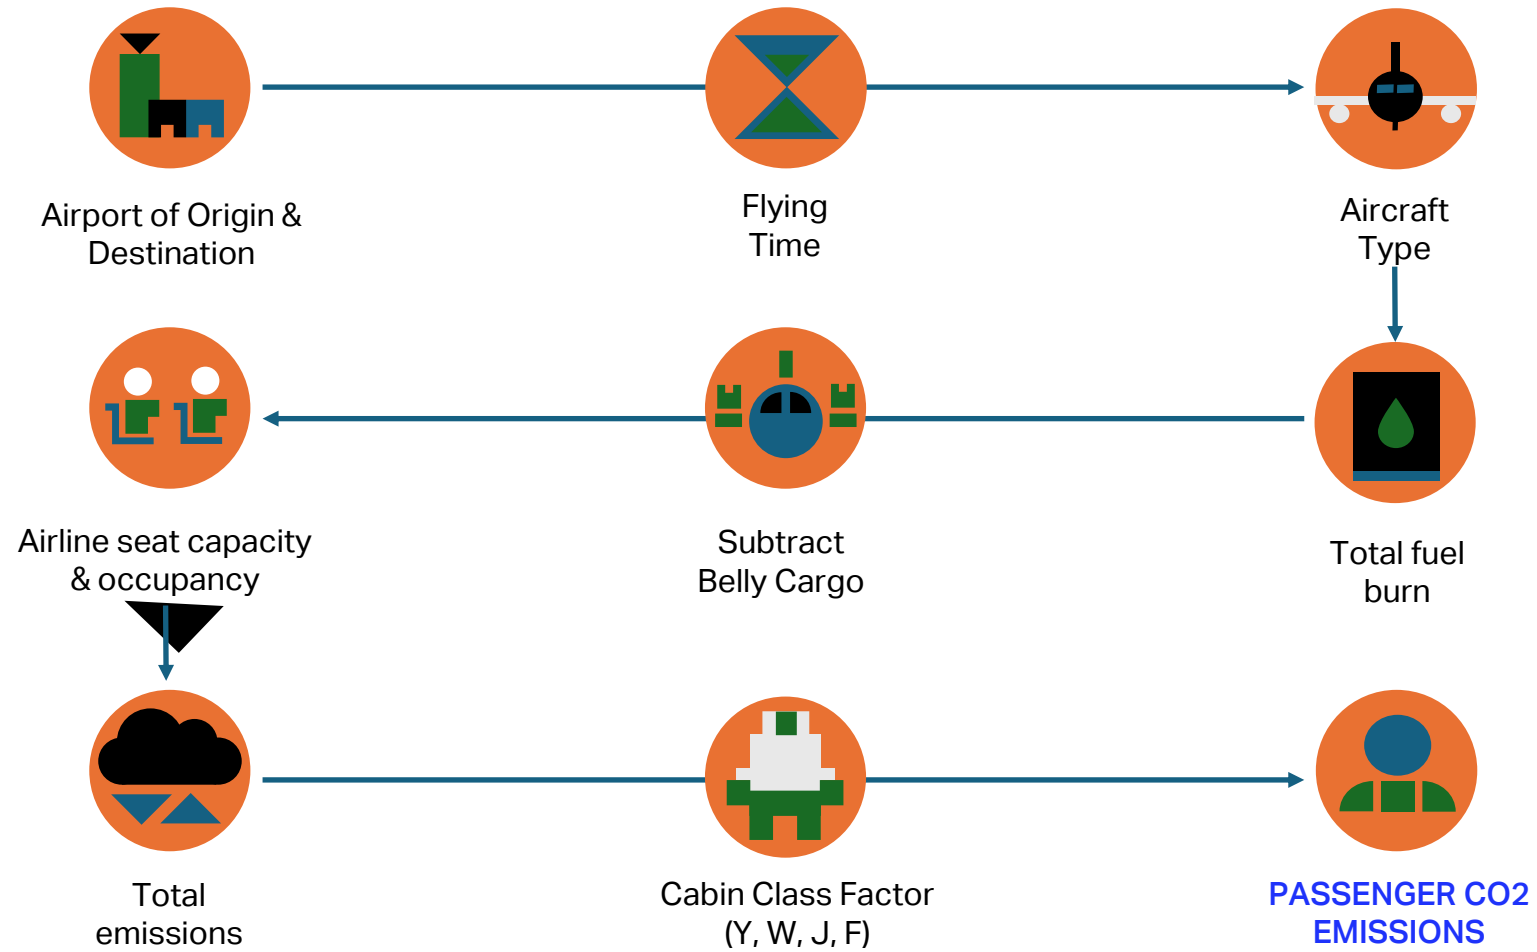 Airport of Origin &
Destination
Flying
Time
Aircraft
Type
Airline seat capacity
& occupancy
Subtract
Belly Cargo
Total fuel
burn
Total
emissions
Cabin Class Factor
(Y, W, J, F)
PASSENGER CO2
EMISSIONS